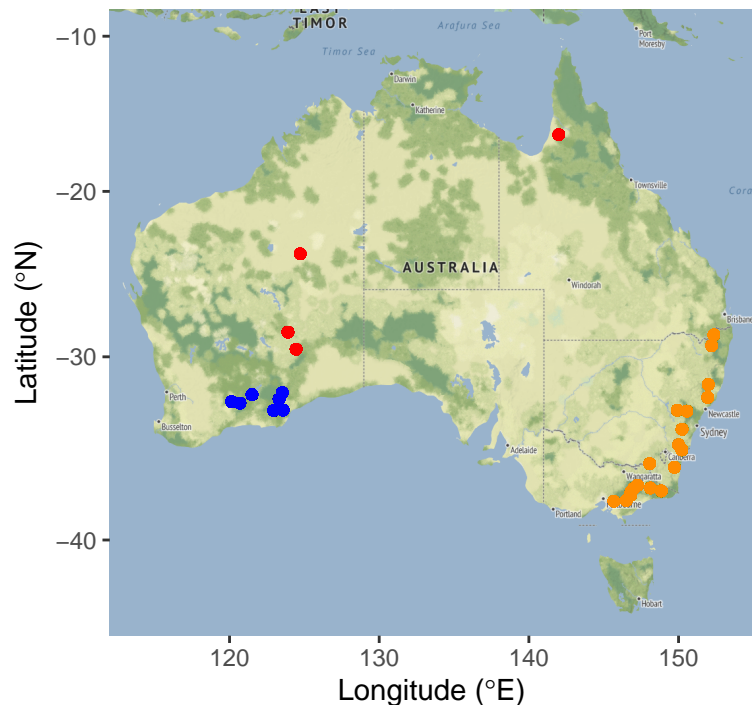 EAST
TIMOR
Arafura Sea
Port
Moresby
Timor Sea
Darwin
Katherine
Townsville
Cora
AUSTRALIA
Windorah
Brisbane
Perth
Busselton
Newcastle
Sydney
Adelaide
Canberra
Wangaratta
Melbourne
Portland
Hobart
−10
−20
−30
−40
120
130
140
150
Latitude (°N)
Longitude (°E)